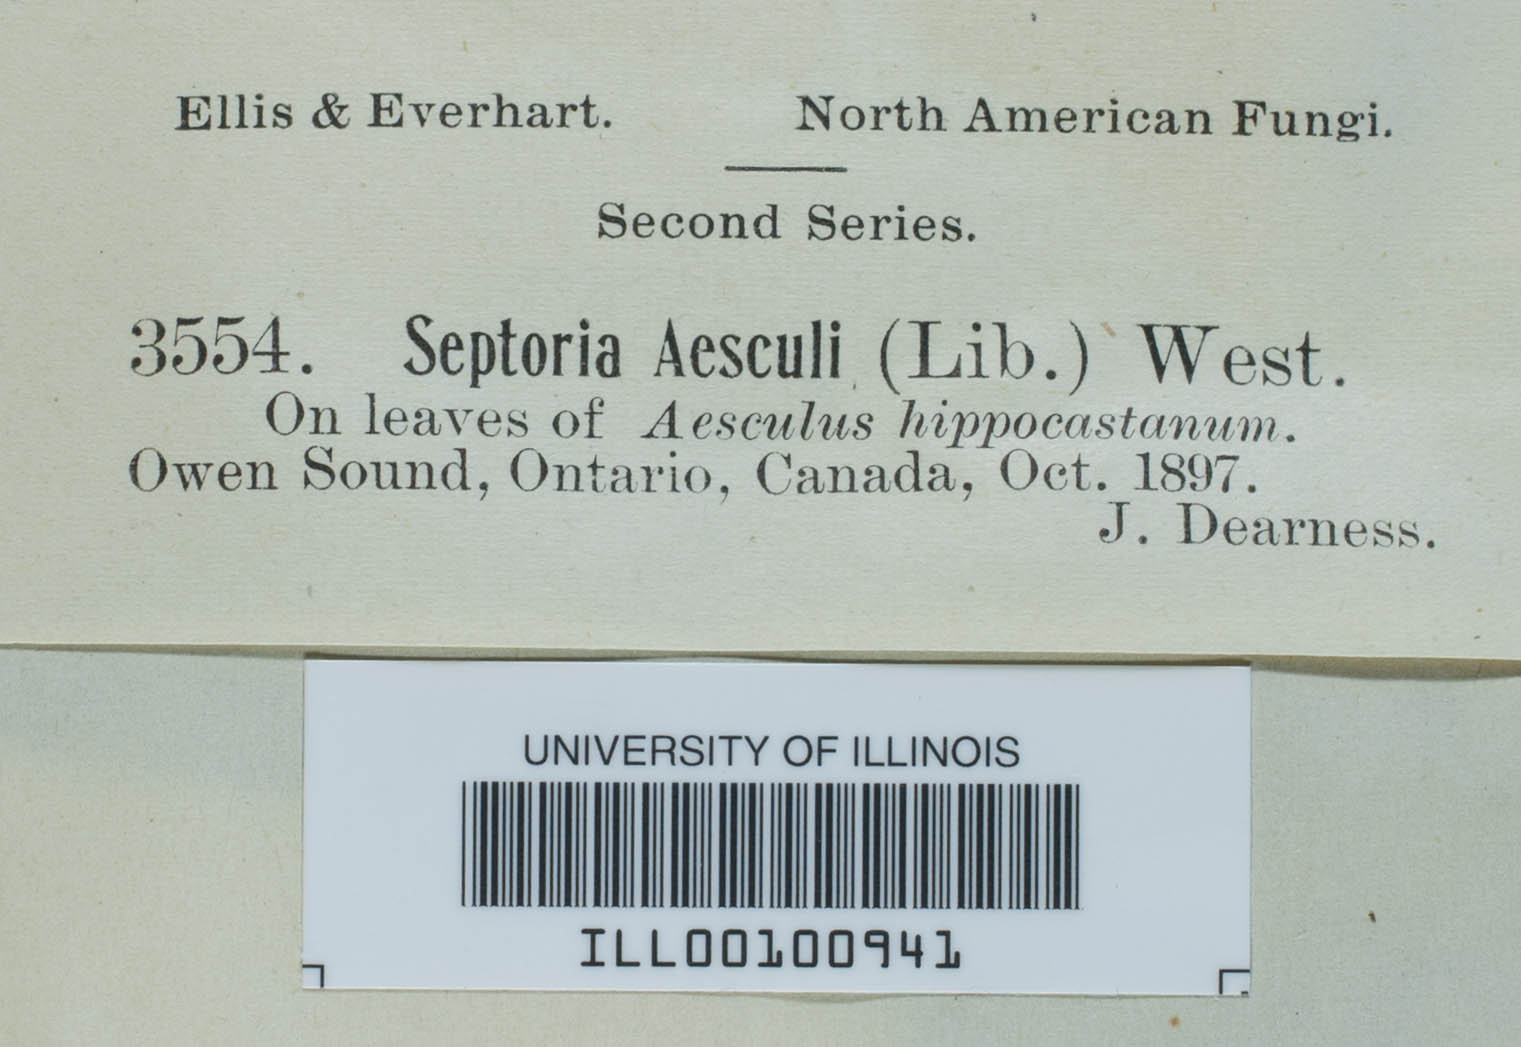 Ellis & Everhart. North American Fungi.
Second Series.
3554. Septoria Aesculi (Lib.) West.
On leaves of Aesculus hippocastanum.
Owen Sound, Ontario, Canada, Oct. 1897.
J. Dearness.
UNIVERSITY OF ILLINOIS
ILL00100941